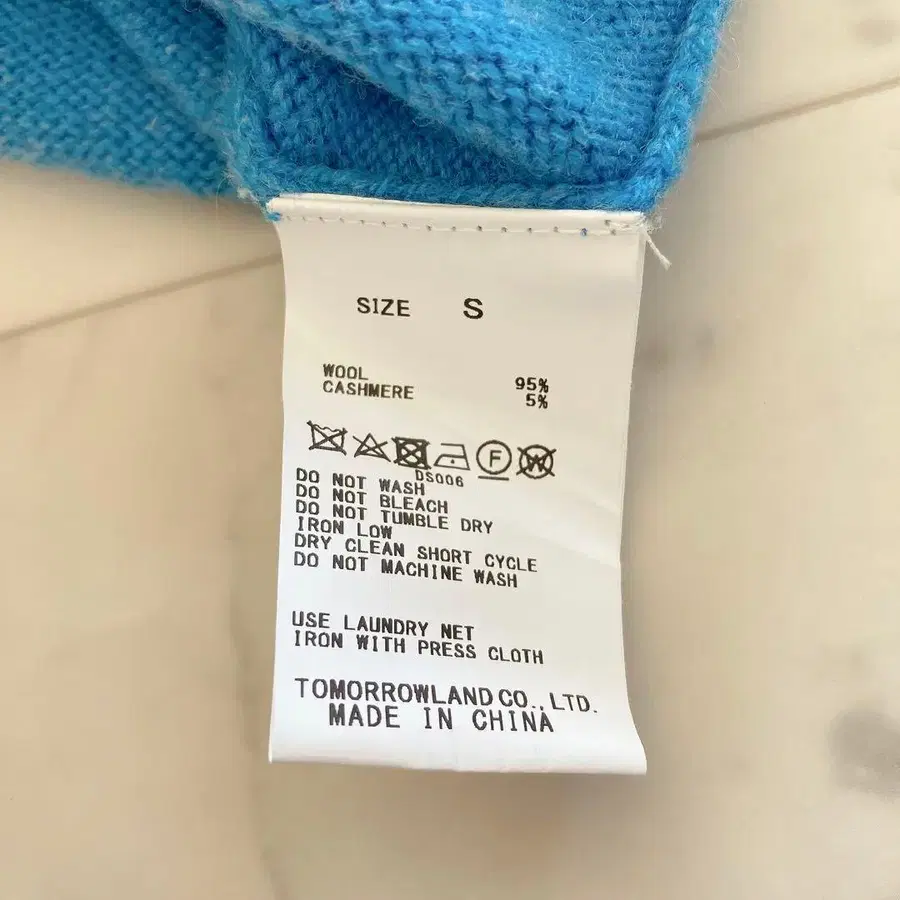 SIZE S
WOOL 95%
CASHMERE 5%
F W
DS006
DO NOT WASH
DO NOT BLEACH
DO NOT TUMBLE DRY
IRON LOW
DRY CLEAN SHORT CYCLE
DO NOT MACHINE WASH
USE LAUNDRY NET
IRON WITH PRESS CLOTH
TOMORROWLAND CO., LTD.
MADE IN CHINA